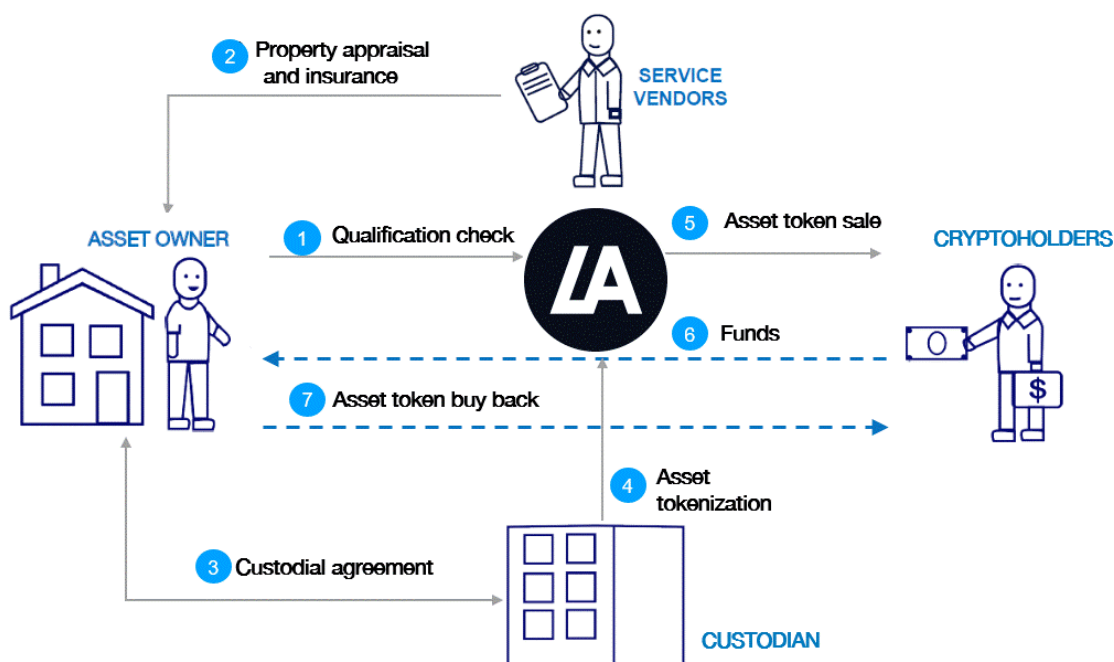 2 Property appraisal
and insurance
SERVICE
VENDORS
ASSET OWNER
1 Qualification check
LA
5 Asset token sale
CRYPTOHOLDERS
6 Funds
7 Asset token buy back
$
4 Asset
tokenization
3 Custodial agreement
CUSTODIAN